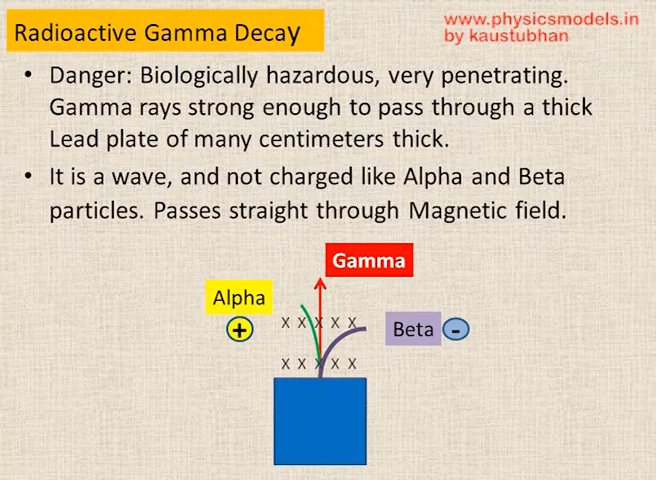 Radioactive Gamma Decay
www.physicsmodels.in
by kaustubhan
• Danger: Biologically hazardous, very penetrating.
Gamma rays strong enough to pass through a thick
Lead plate of many centimeters thick.
• It is a wave, and not charged like Alpha and Beta
particles. Passes straight through Magnetic field.
Gamma
Alpha
+
X X X X X
Beta -
X X X X X